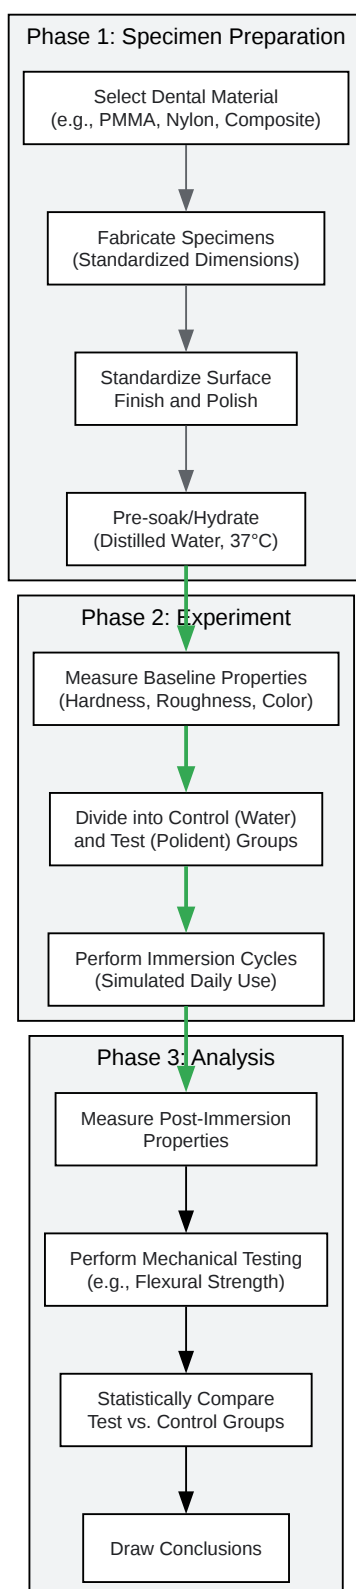 Phase 1: Specimen Preparation
Select Dental Material
(e.g., PMMA, Nylon, Composite)
Fabricate Specimens
(Standardized Dimensions)
Standardize Surface
Finish and Polish
Pre-soak/Hydrate
(Distilled Water, 37°C)
Phase 2: Experiment
Measure Baseline Properties
(Hardness, Roughness, Color)
Divide into Control (Water)
and Test (Polident) Groups
Perform Immersion Cycles
(Simulated Daily Use)
Phase 3: Analysis
Measure Post-Immersion
Properties
Perform Mechanical Testing
(e.g., Flexural Strength)
Statistically Compare
Test vs. Control Groups
Draw Conclusions